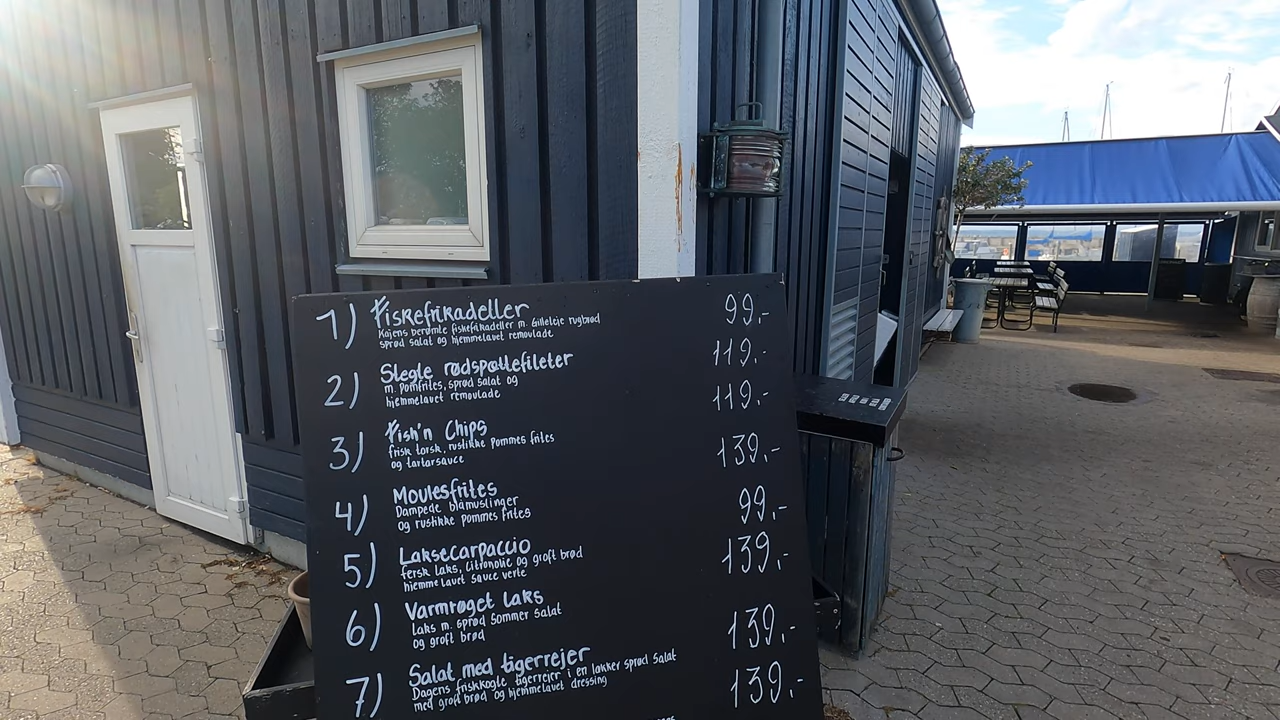 1) Fiskefrikadeller 99,-
Kajens berømte fiskefrikadeller m. Gilleleje rugbrød
sprød salat og hjemmelavet remoulade
2) Stegte rødspættefileter 119,-
m. Pomfrites, sprød salat og
hjemmelavet remoulade 119,-
3) Fish'n Chips
frisk torsk, rustikke Pommes frites 139,-
og tartarsauce
4) Moulesfrites 99,-
Dampede blåmuslinger
og rustikke pommes frites
5) Laksecarpaccio 139,-
fersk laks, Citronolie og groft brød
hjemmelavet sauce verte
6) Varmrøget laks 139,-
laks m. sprød Sommer Salat
og groft brød
7) Salat med tigerrejer 139,-
Dagens friskkogte tigerrejer i en lækker sprød Salat
med groft brød og hjemmelavet dressing